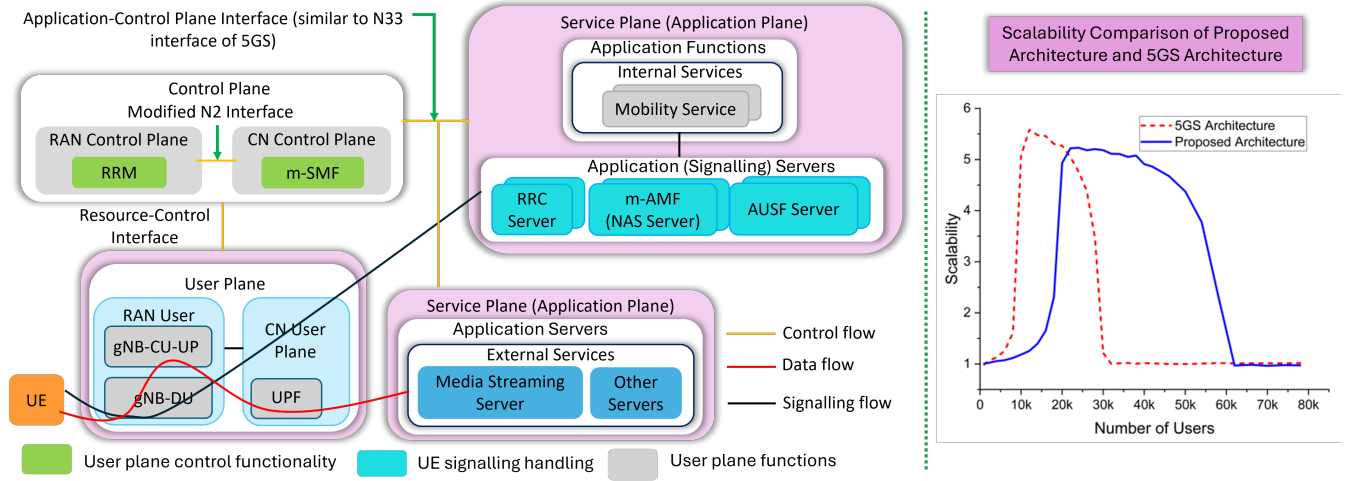 Application-Control Plane Interface (similar to N33
interface of 5GS)
Control Plane
Modified N2 Interface
RAN Control Plane
RRM
CN Control Plane
m-SMF
Resource-Control
Interface
User Plane
RAN User
gNB-CU-UP
gNB-DU
CN User
Plane
UPF
UE
Service Plane (Application Plane)
Application Functions
Internal Services
Mobility Service
Application (Signalling) Servers
RRC
Server
m-AMF
(NAS Server)
AUSF Server
Service Plane (Application Plane)
Application Servers
External Services
Media Streaming
Server
Other
Servers
Control flow
Data flow
Signalling flow
User plane control functionality
UE signalling handling
User plane functions
Scalability Comparison of Proposed
Architecture and 5GS Architecture
5GS Architecture
Proposed Architecture
Scalability
6
5
4
3
2
1
0
10k
20k
30k
40k
50k
60k
70k
80k
Number of Users